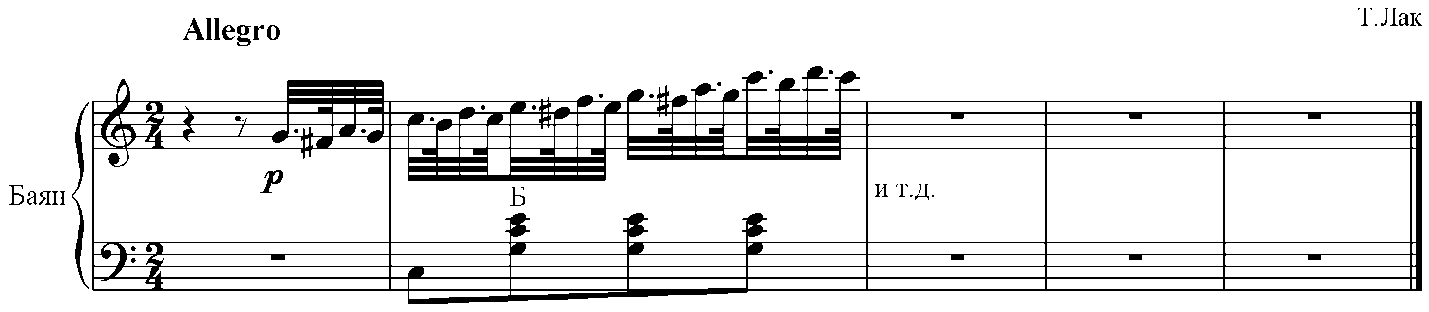 Т.Лак
Allegro
Баян
p
Б
и т.д.